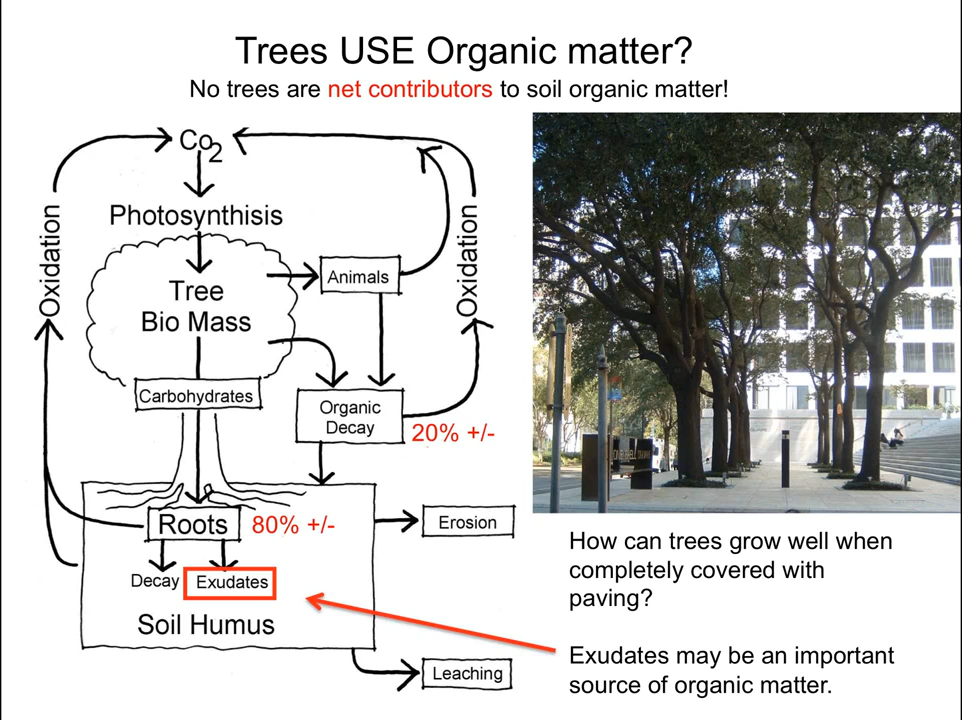 Trees USE Organic matter?
No trees are net contributors to soil organic matter!
Co2
Photosynthisis
Oxidation
Oxidation
Animals
Tree
Bio Mass
Carbohydrates
Organic
Decay
20% +/-
Roots
80% +/-
Erosion
Decay
Exudates
Soil Humus
Leaching
How can trees grow well when
completely covered with
paving?
Exudates may be an important
source of organic matter.